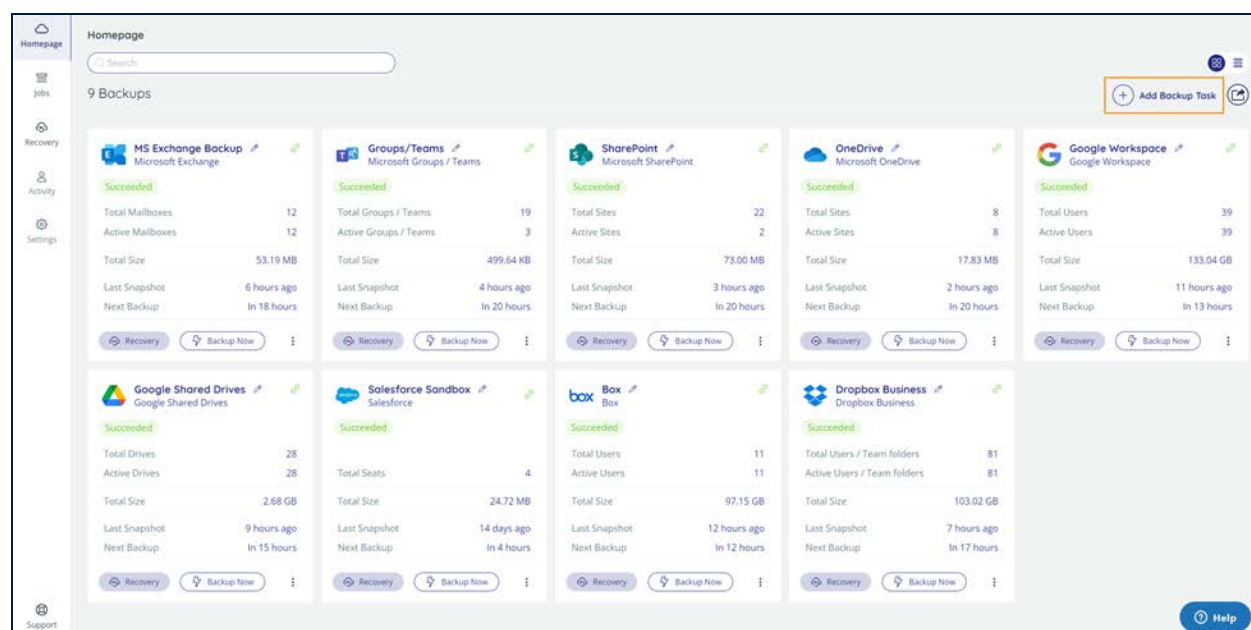 Homepage
Jobs
Recovery
Activity
Settings
Support
Homepage
Search
9 Backups
Add Backup Task
MS Exchange Backup
Microsoft Exchange
Succeeded
Total Mailboxes 12
Active Mailboxes 12
Total Size 53.19 MB
Last Snapshot 6 hours ago
Next Backup In 18 hours
Recovery Backup Now
Groups/Teams
Microsoft Groups / Teams
Succeeded
Total Groups / Teams 19
Active Groups / Teams 3
Total Size 499.64 KB
Last Snapshot 4 hours ago
Next Backup In 20 hours
Recovery Backup Now
SharePoint
Microsoft SharePoint
Succeeded
Total Sites 22
Active Sites 2
Total Size 73.00 MB
Last Snapshot 3 hours ago
Next Backup In 20 hours
Recovery Backup Now
OneDrive
Microsoft OneDrive
Succeeded
Total Sites 8
Active Sites 8
Total Size 17.83 MB
Last Snapshot 2 hours ago
Next Backup In 20 hours
Recovery Backup Now
Google Workspace
Google Workspace
Succeeded
Total Users 39
Active Users 39
Total Size 133.04 GB
Last Snapshot 11 hours ago
Next Backup In 13 hours
Recovery Backup Now
Google Shared Drives
Google Shared Drives
Succeeded
Total Drives 28
Active Drives 28
Total Size 2.68 GB
Last Snapshot 9 hours ago
Next Backup In 15 hours
Recovery Backup Now
Salesforce Sandbox
Salesforce
Succeeded
Total Seats 4
Total Size 24.72 MB
Last Snapshot 14 days ago
Next Backup In 4 hours
Recovery Backup Now
box Box
Box
Succeeded
Total Users 11
Active Users 11
Total Size 97.15 GB
Last Snapshot 12 hours ago
Next Backup In 12 hours
Recovery Backup Now
Dropbox Business
Dropbox Business
Succeeded
Total Users / Team folders 81
Active Users / Team folders 81
Total Size 103.02 GB
Last Snapshot 7 hours ago
Next Backup In 17 hours
Recovery Backup Now
Help